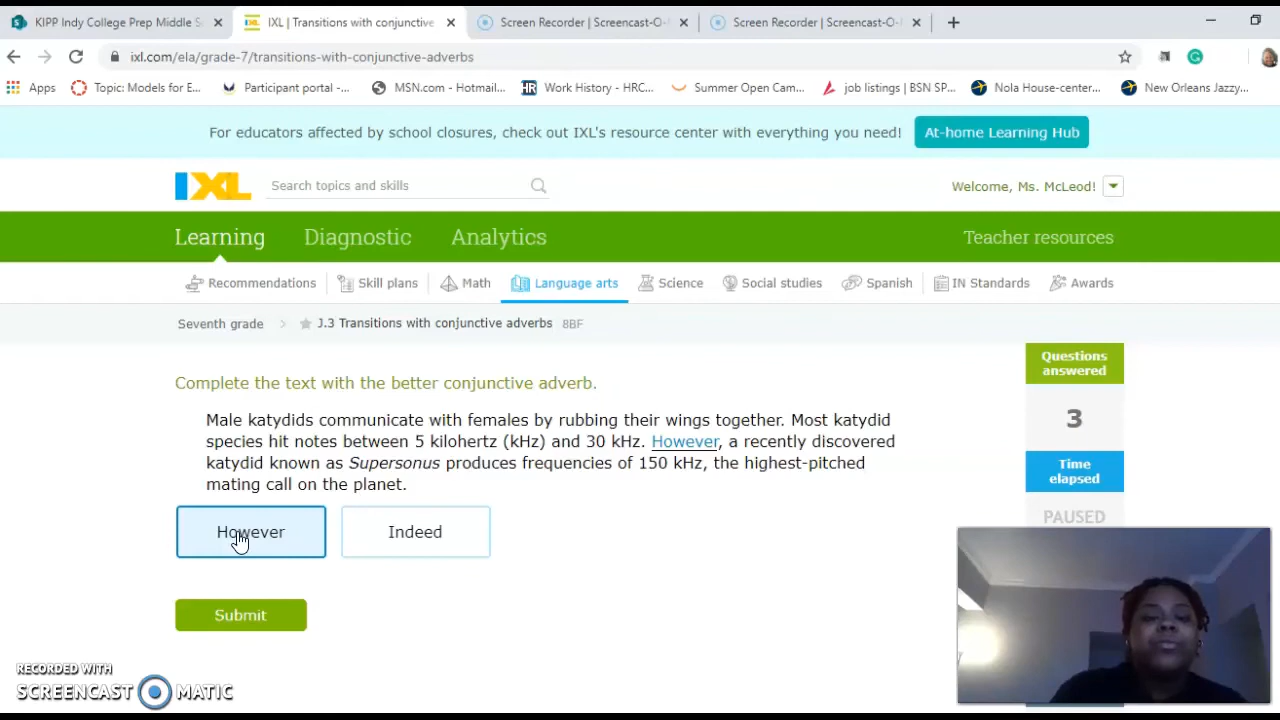 KIPP Indy College Prep Middle S
IXL | Transitions with conjunctive
Screen Recorder | Screencast-O-
Screen Recorder | Screencast-O-
ixl.com/ela/grade-7/transitions-with-conjunctive-adverbs
Apps
Topic: Models for E...
Participant portal -...
MSN.com - Hotmail...
Work History - HRC...
Summer Open Cam...
job listings | BSN SP...
Nola House-center...
New Orleans Jazzy...
For educators affected by school closures, check out IXL's resource center with everything you need!
At-home Learning Hub
IXL
Search topics and skills
Welcome, Ms. McLeod!
Learning
Diagnostic
Analytics
Teacher resources
Recommendations
Skill plans
Math
Language arts
Science
Social studies
Spanish
IN Standards
Awards
Seventh grade
J.3 Transitions with conjunctive adverbs 8BF
Questions
answered
3
Time
elapsed
PAUSED
Complete the text with the better conjunctive adverb.
Male katydids communicate with females by rubbing their wings together. Most katydid
species hit notes between 5 kilohertz (kHz) and 30 kHz. However, a recently discovered
katydid known as Supersonus produces frequencies of 150 kHz, the highest-pitched
mating call on the planet.
However
Indeed
Submit
RECORDED WITH
SCREENCAST MATIC